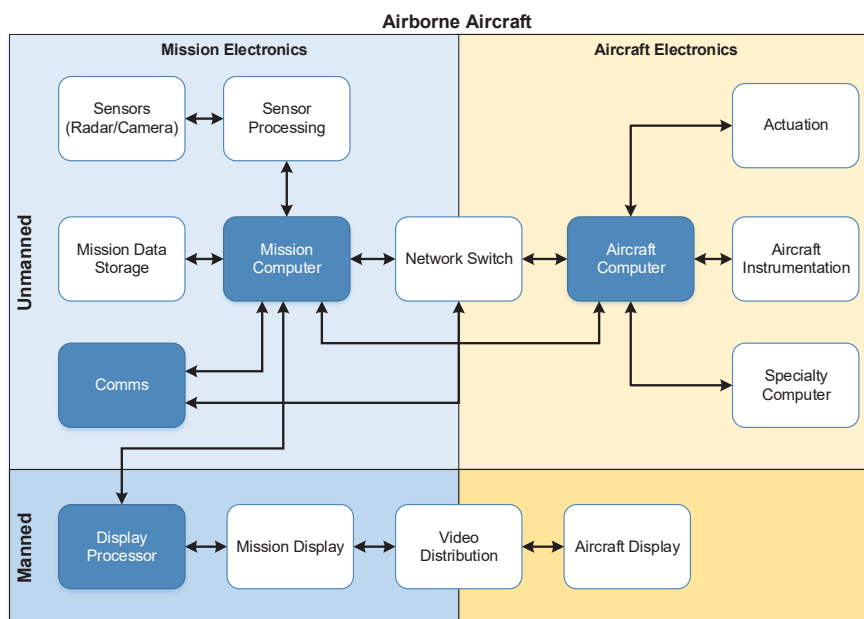 Airborne Aircraft
Mission Electronics
Aircraft Electronics
Unmanned
Sensors
(Radar/Camera)
Sensor
Processing
Actuation
Mission Data
Storage
Mission
Computer
Network Switch
Aircraft
Computer
Aircraft
Instrumentation
Comms
Specialty
Computer
Manned
Display
Processor
Mission Display
Video
Distribution
Aircraft Display